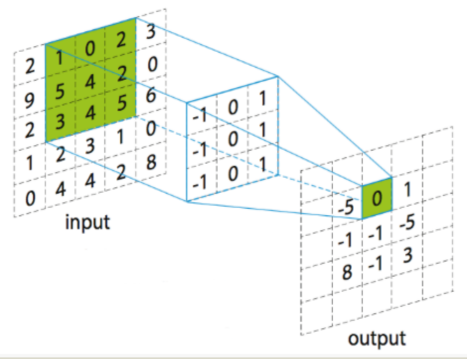 2 1 0 2 3
9 5 4 2 0
2 3 4 5 6
1 2 3 1 0
0 4 4 2 8
input
-1 0 1
-1 0 1
-1 0 1
-5 0 1
-1 -1 -5
8 -1 3
output